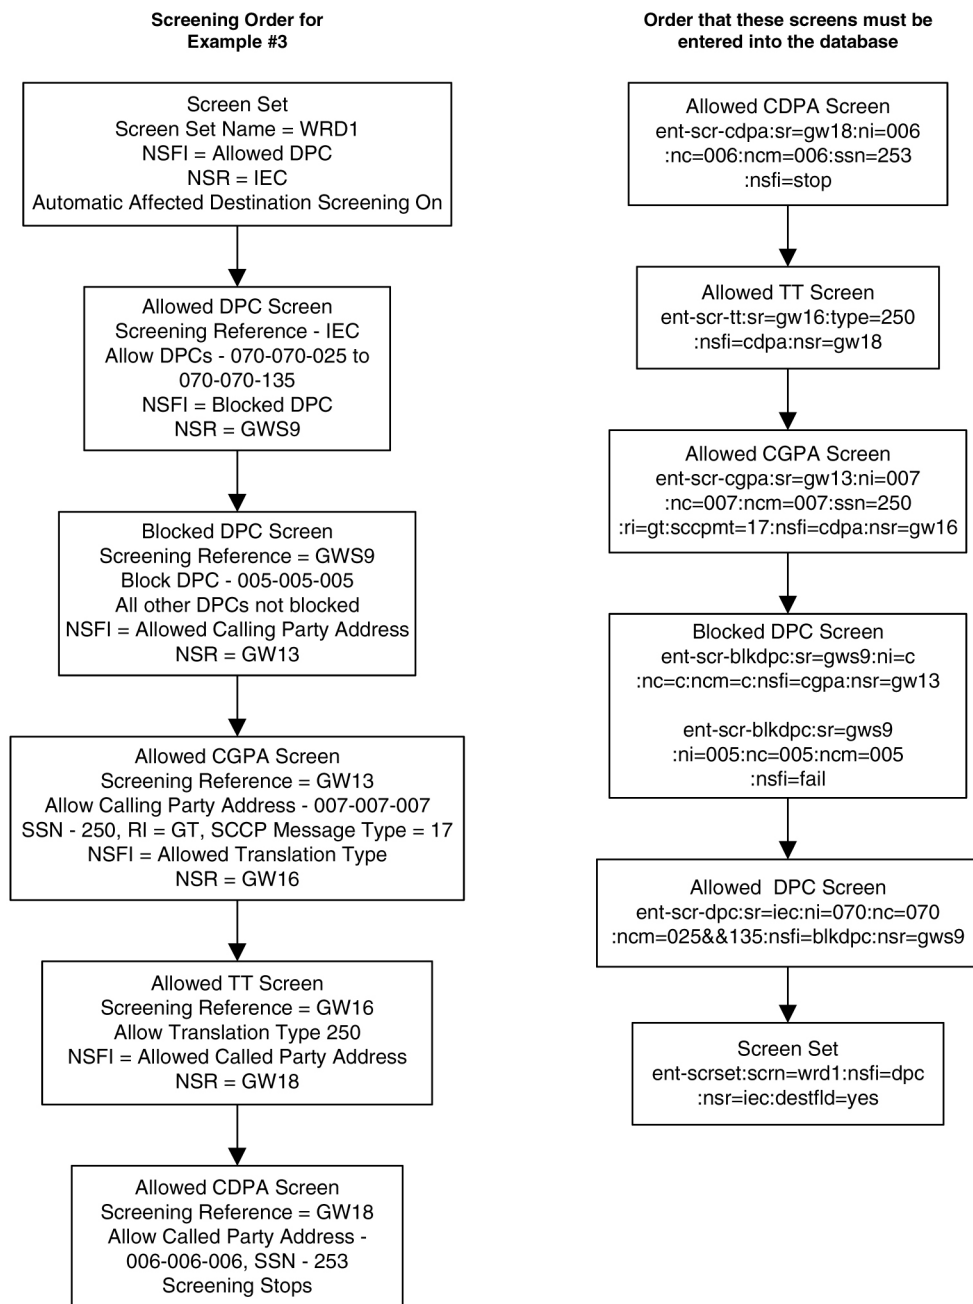 Screening Order for
Example #3
Screen Set
Screen Set Name = WRD1
NSFI = Allowed DPC
NSR = IEC
Automatic Affected Destination Screening On
Allowed DPC Screen
Screening Reference - IEC
Allow DPCs - 070-070-025 to
070-070-135
NSFI = Blocked DPC
NSR = GWS9
Blocked DPC Screen
Screening Reference = GWS9
Block DPC - 005-005-005
All other DPCs not blocked
NSFI = Allowed Calling Party Address
NSR = GW13
Allowed CGPA Screen
Screening Reference = GW13
Allow Calling Party Address - 007-007-007
SSN - 250, RI = GT, SCCP Message Type = 17
NSFI = Allowed Translation Type
NSR = GW16
Allowed TT Screen
Screening Reference = GW16
Allow Translation Type 250
NSFI = Allowed Called Party Address
NSR = GW18
Allowed CDPA Screen
Screening Reference = GW18
Allow Called Party Address -
006-006-006, SSN - 253
Screening Stops
Order that these screens must be
entered into the database
Allowed CDPA Screen
ent-scr-cdpa:sr=gw18:ni=006
:nc=006:ncm=006:ssn=253
:nsfi=stop
Allowed TT Screen
ent-scr-tt:sr=gw16:type=250
:nsfi=cdpa:nsr=gw18
Allowed CGPA Screen
ent-scr-cgpa:sr=gw13:ni=007
:nc=007:ncm=007:ssn=250
:ri=gt:sccpmt=17:nsfi=cdpa:nsr=gw16
Blocked DPC Screen
ent-scr-blkdpc:sr=gws9:ni=c
:nc=c:ncm=c:nsfi=cgpa:nsr=gw13
ent-scr-blkdpc:sr=gws9
:ni=005:nc=005:ncm=005
:nsfi=fail
Allowed DPC Screen
ent-scr-dpc:sr=iec:ni=070:nc=070
:ncm=025&&135:nsfi=blkdpc:nsr=gws9
Screen Set
ent-scrset:scrn=wrd1:nsfi=dpc
:nsr=iec:destfld=yes